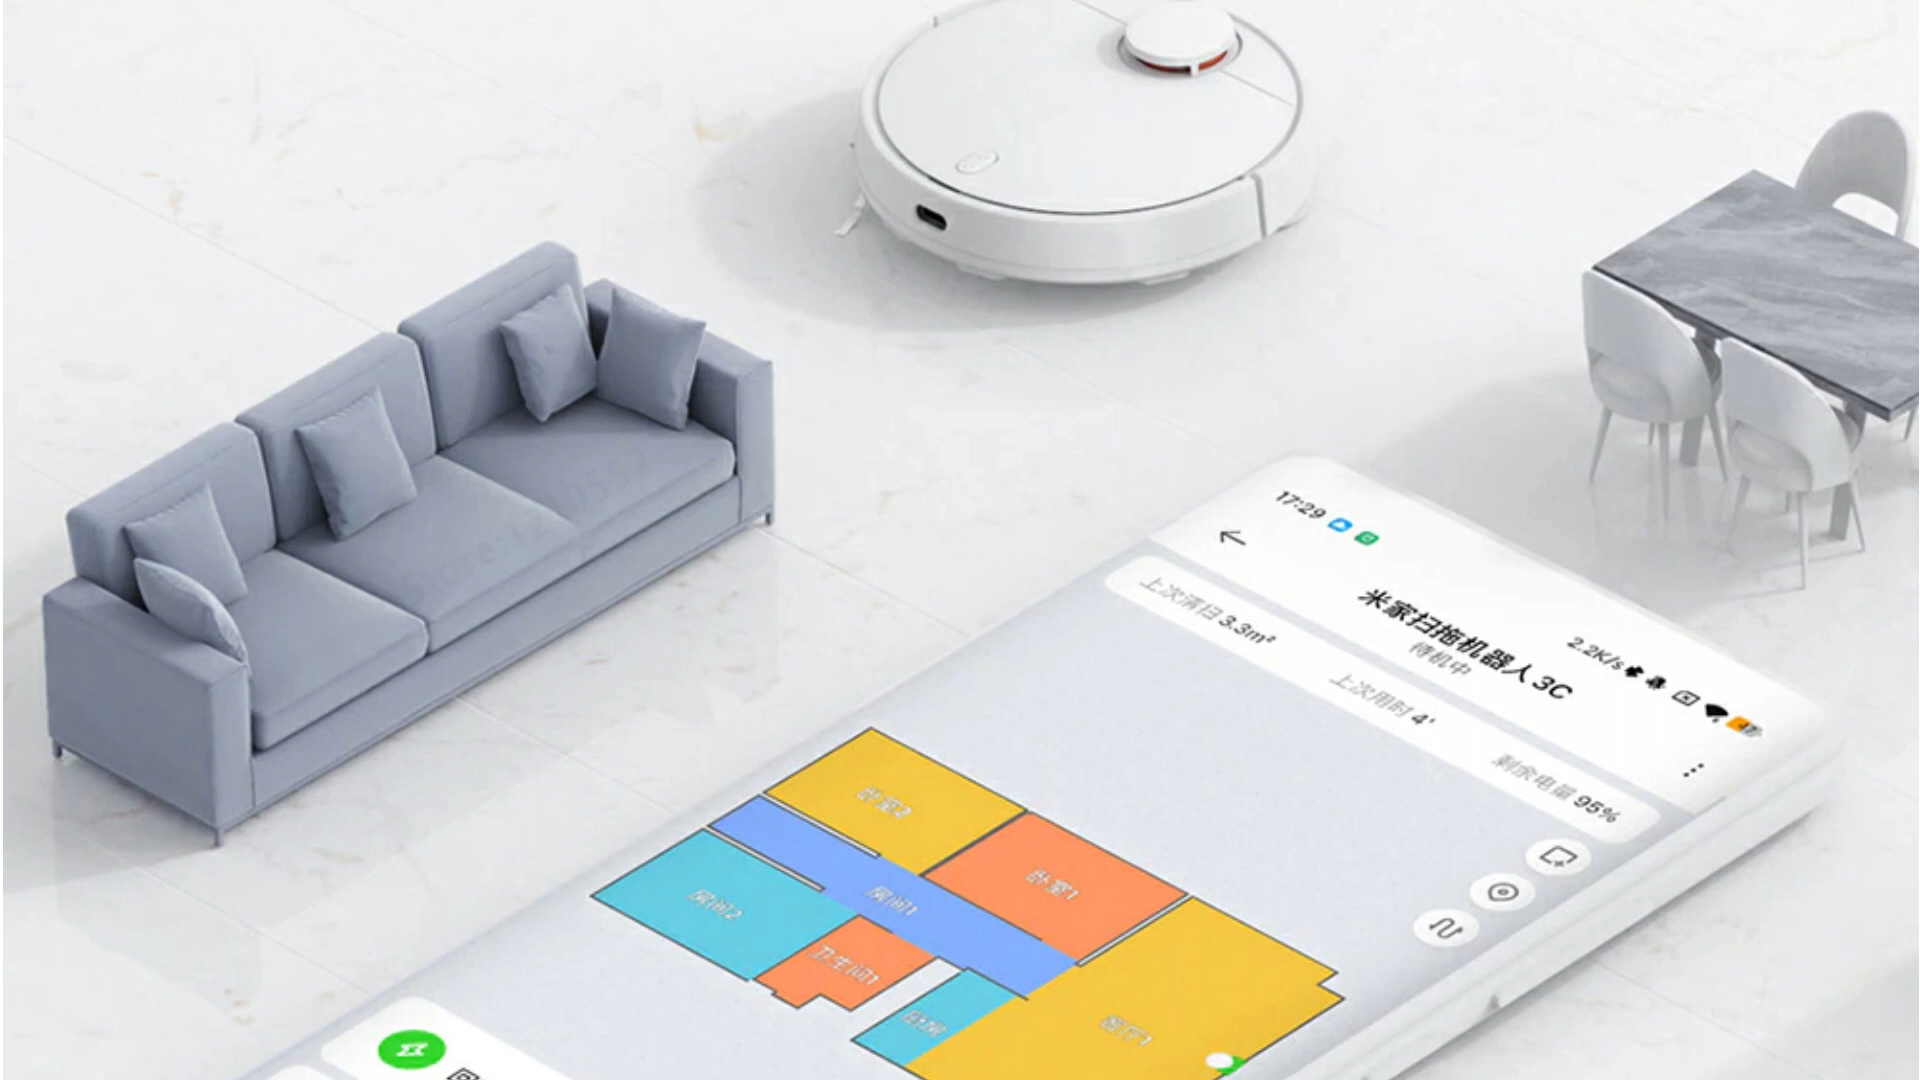 17:29
2.2K/s
47
米家扫拖机器人 3C
待机中
上次清扫 3.3m²
上次用时 4'
剩余电量 95%
卧室2
卧室1
房间1
房间2
卫生间1
厨房
客厅1